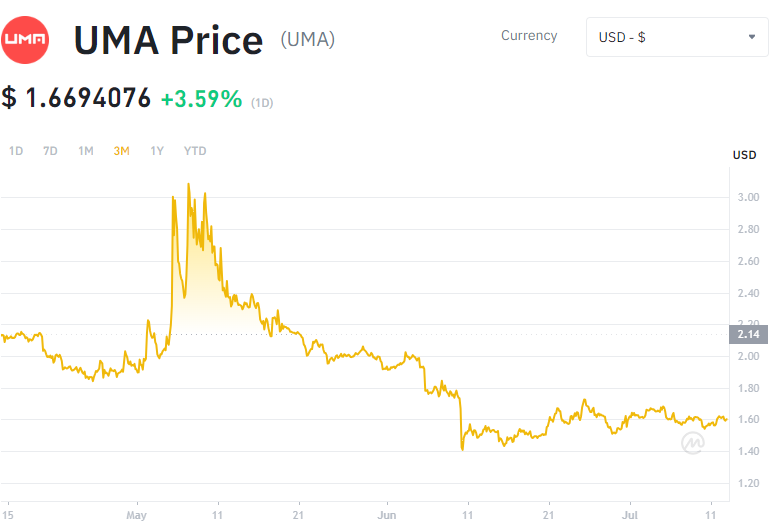 UMA
UMA Price (UMA)
Currency
USD - $
$ 1.6694076 +3.59% (1D)
1D 7D 1M 3M 1Y YTD
USD
3.00
2.80
2.60
2.40
2.20
2.14
2.00
1.80
1.60
1.40
1.20
15 May 11 21 Jun 11 21 Jul 11